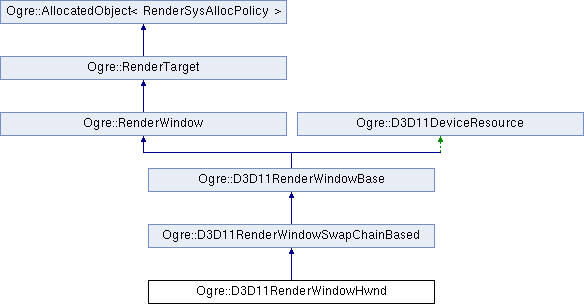 Ogre::AllocatedObject< RenderSysAllocPolicy >
Ogre::RenderTarget
Ogre::RenderWindow
Ogre::D3D11DeviceResource
Ogre::D3D11RenderWindowBase
Ogre::D3D11RenderWindowSwapChainBased
Ogre::D3D11RenderWindowHwnd